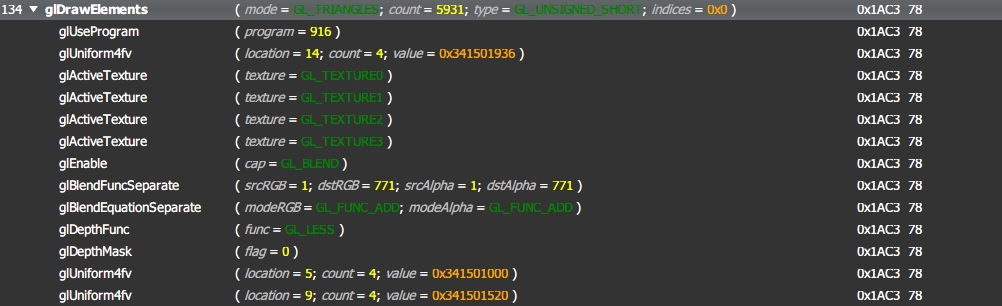 134 ▼ glDrawElements ( mode = GL_TRIANGLES; count = 5931; type = GL_UNSIGNED_SHORT; indices = 0x0 ) 0x1AC3 78
glUseProgram ( program = 916 ) 0x1AC3 78
glUniform4fv ( location = 14; count = 4; value = 0x341501936 ) 0x1AC3 78
glActiveTexture ( texture = GL_TEXTURE0 ) 0x1AC3 78
glActiveTexture ( texture = GL_TEXTURE1 ) 0x1AC3 78
glActiveTexture ( texture = GL_TEXTURE2 ) 0x1AC3 78
glActiveTexture ( texture = GL_TEXTURE3 ) 0x1AC3 78
glEnable ( cap = GL_BLEND ) 0x1AC3 78
glBlendFuncSeparate ( srcRGB = 1; dstRGB = 771; srcAlpha = 1; dstAlpha = 771 ) 0x1AC3 78
glBlendEquationSeparate ( modeRGB = GL_FUNC_ADD; modeAlpha = GL_FUNC_ADD ) 0x1AC3 78
glDepthFunc ( func = GL_LESS ) 0x1AC3 78
glDepthMask ( flag = 0 ) 0x1AC3 78
glUniform4fv ( location = 5; count = 4; value = 0x341501000 ) 0x1AC3 78
glUniform4fv ( location = 9; count = 4; value = 0x341501520 ) 0x1AC3 78